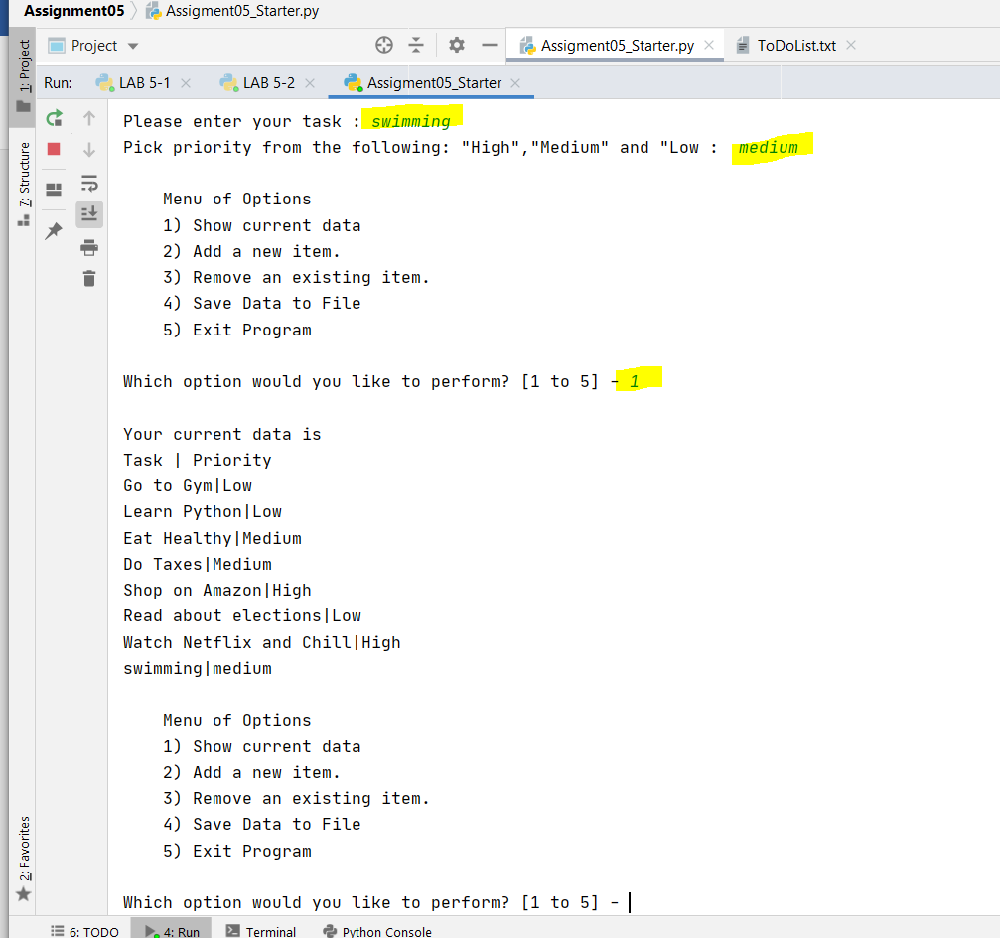 Assignment05 Assigment05_Starter.py
1: Project
Project
Assigment05_Starter.py
ToDoList.txt
Run: LAB 5-1 LAB 5-2 Assigment05_Starter
Please enter your task : swimming
Pick priority from the following: "High","Medium" and "Low : medium
Menu of Options
1) Show current data
2) Add a new item.
3) Remove an existing item.
4) Save Data to File
5) Exit Program
Which option would you like to perform? [1 to 5] - 1
Your current data is
Task | Priority
Go to Gym|Low
Learn Python|Low
Eat Healthy|Medium
Do Taxes|Medium
Shop on Amazon|High
Read about elections|Low
Watch Netflix and Chill|High
swimming|medium
Menu of Options
1) Show current data
2) Add a new item.
3) Remove an existing item.
4) Save Data to File
5) Exit Program
Which option would you like to perform? [1 to 5] -
7: Structure
2: Favorites
6: TODO 4: Run Terminal Python Console